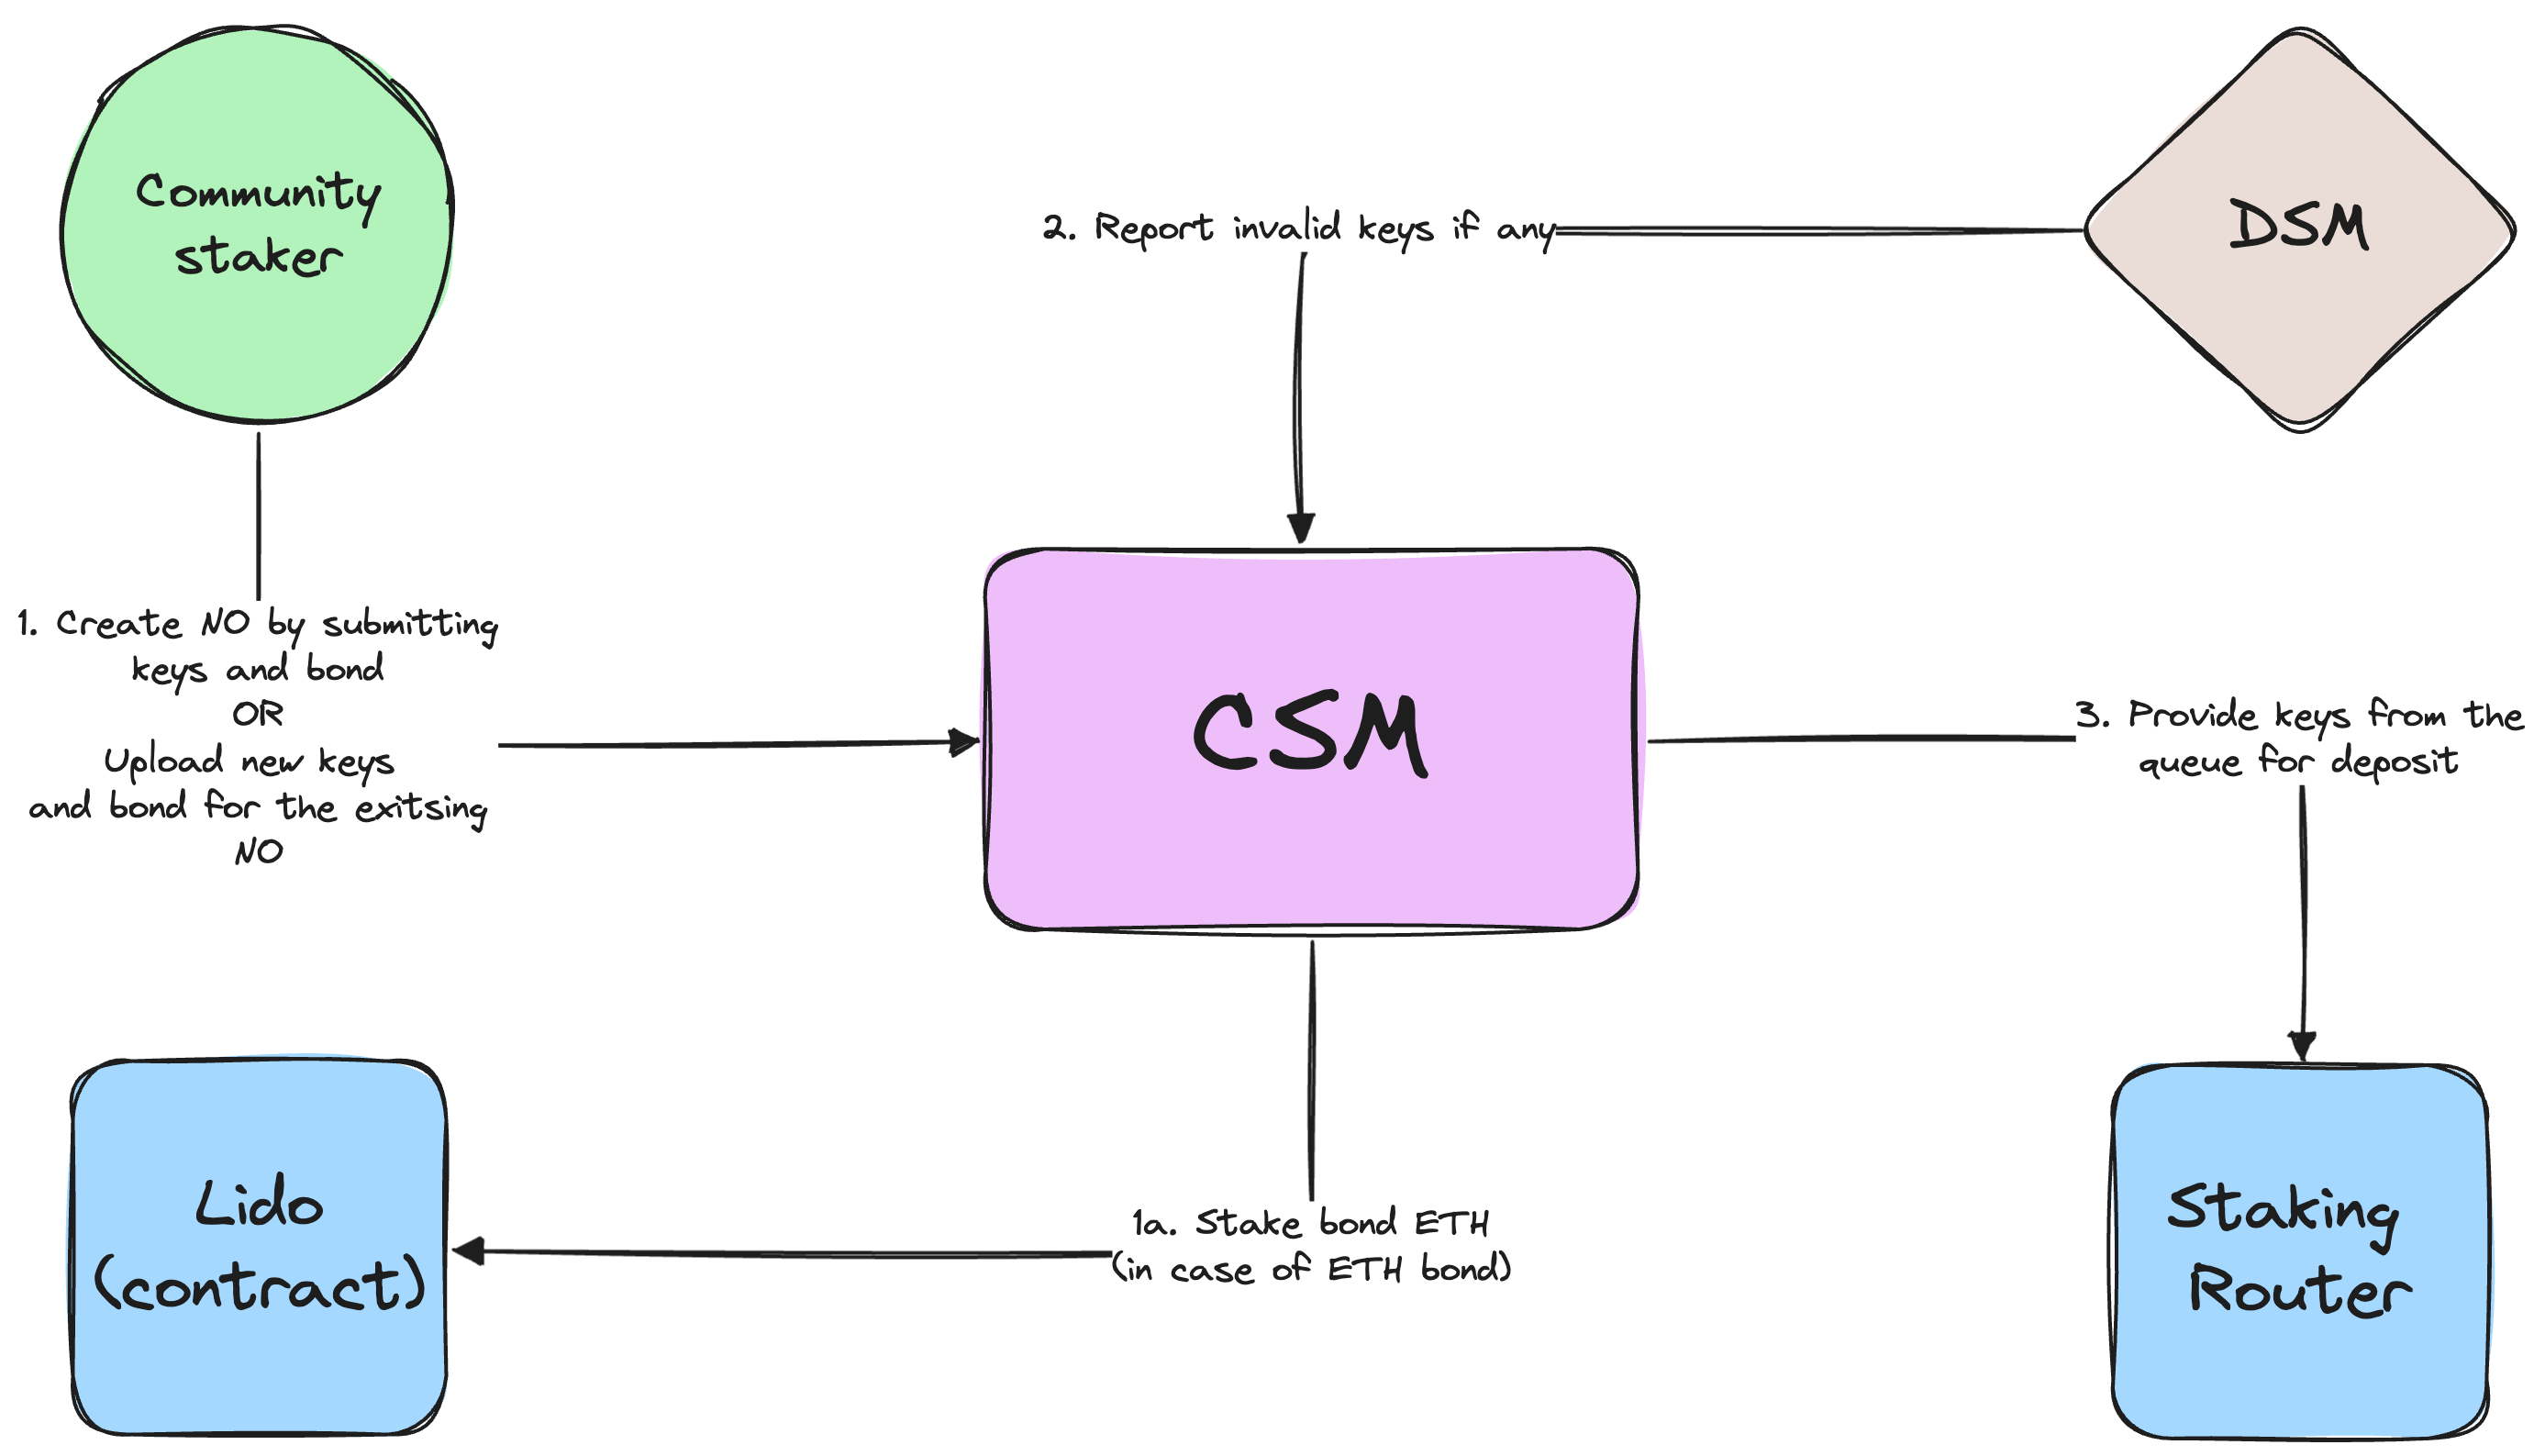 Community
staker
2. Report invalid keys if any
DSM
1. Create NO by submitting
keys and bond
OR
Upload new keys
and bond for the exitsing
NO
CSM
3. Provide keys from the
queue for deposit
Lido
(contract)
1a. Stake bond ETH
(in case of ETH bond)
Staking
Router